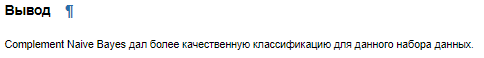 Вывод ¶
Complement Naive Bayes дал более качественную классификацию для данного набора данных.